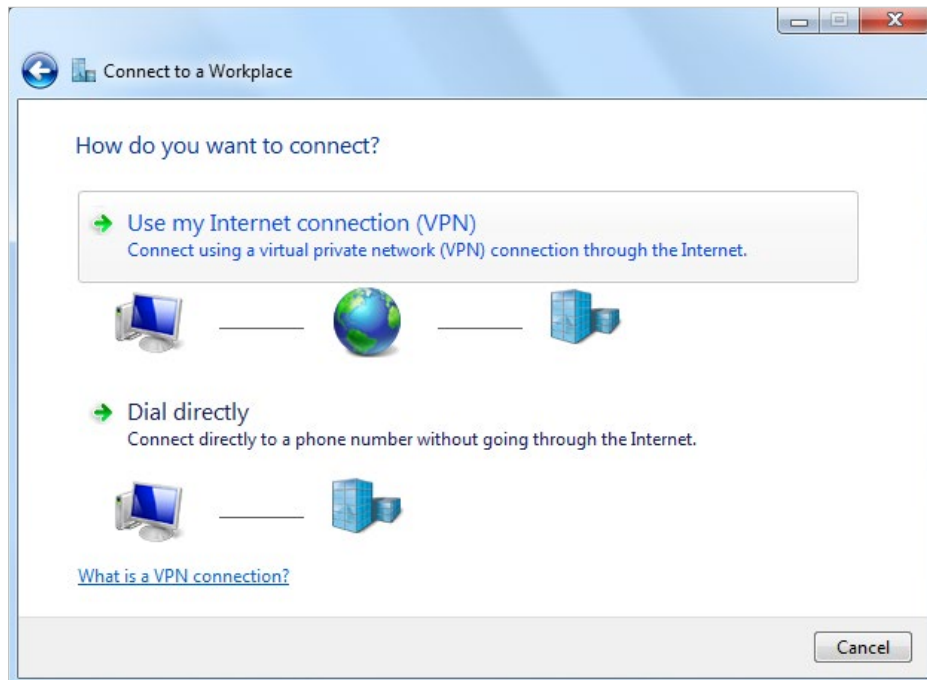 Connect to a Workplace
How do you want to connect?
Use my Internet connection (VPN)
Connect using a virtual private network (VPN) connection through the Internet.
Dial directly
Connect directly to a phone number without going through the Internet.
What is a VPN connection?
Cancel